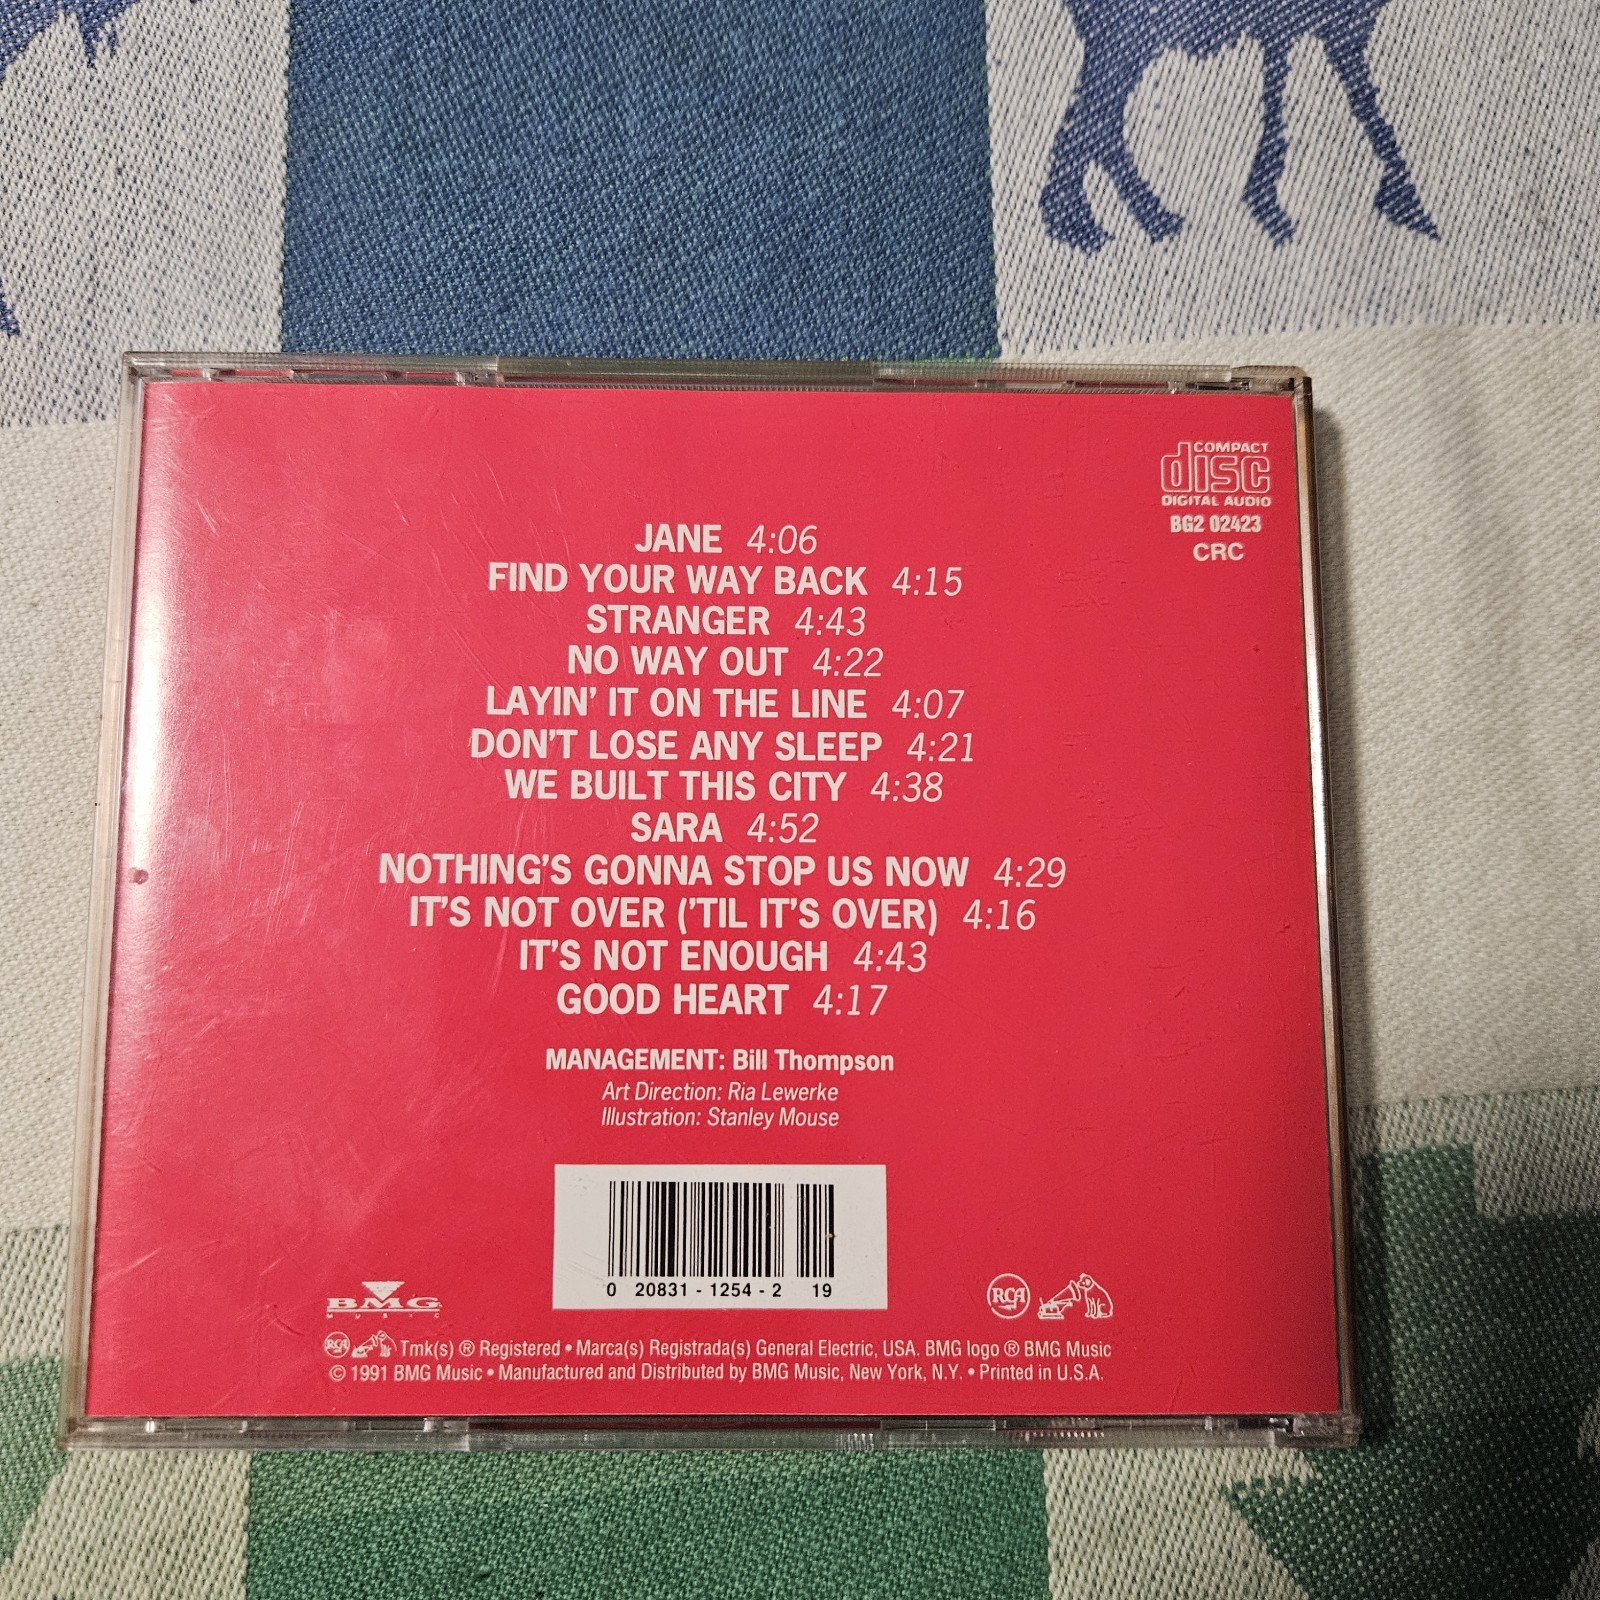 COMPACT
disc
DIGITAL AUDIO
BG2 02423
CRC
JANE 4:06
FIND YOUR WAY BACK 4:15
STRANGER 4:43
NO WAY OUT 4:22
LAYIN' IT ON THE LINE 4:07
DON'T LOSE ANY SLEEP 4:21
WE BUILT THIS CITY 4:38
SARA 4:52
NOTHING'S GONNA STOP US NOW 4:29
IT'S NOT OVER ('TIL IT'S OVER) 4:16
IT'S NOT ENOUGH 4:43
GOOD HEART 4:17
MANAGEMENT: Bill Thompson
Art Direction: Ria Lewerke
Illustration: Stanley Mouse
0 20831 - 1254 - 2 19
BMG
MUSIC
RCA
RCA Tmk(s) ® Registered • Marca(s) Registrada(s) General Electric, USA. BMG logo ® BMG Music
© 1991 BMG Music • Manufactured and Distributed by BMG Music, New York, N.Y. • Printed in U.S.A.